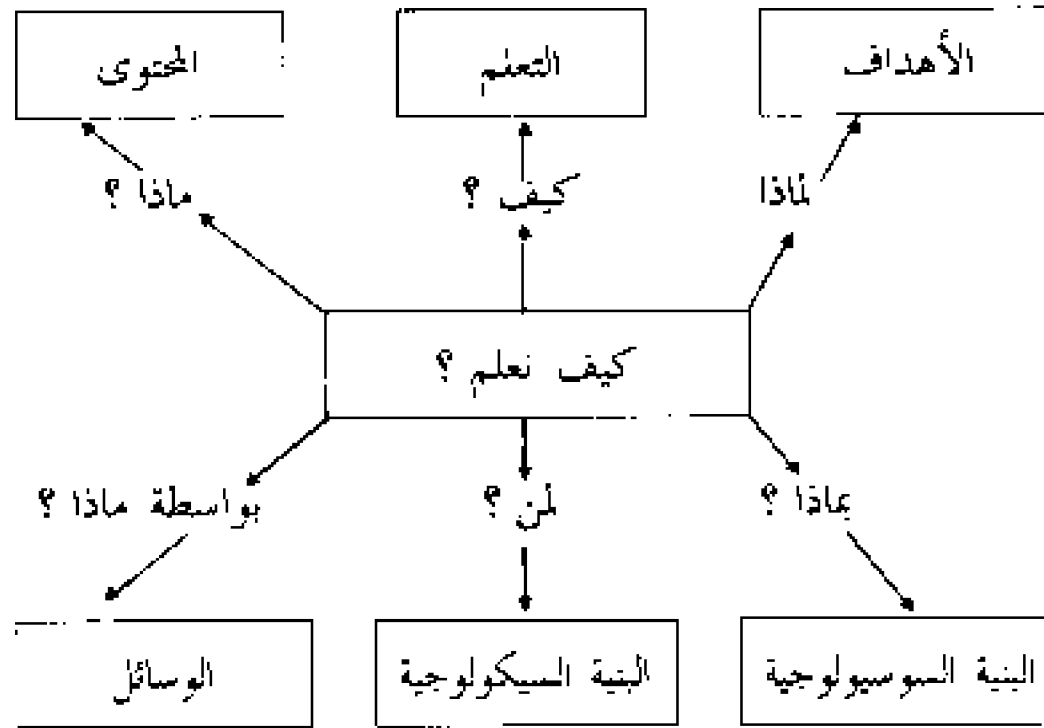 الأهداف
التعلم
المحتوى
لماذا
كيف ؟
ماذا ؟
كيف نعلم ؟
بماذا ؟
لمن ؟
بواسطة ماذا ؟
البنية السوسيولوجية
البنية السيكولوجية
الوسائل